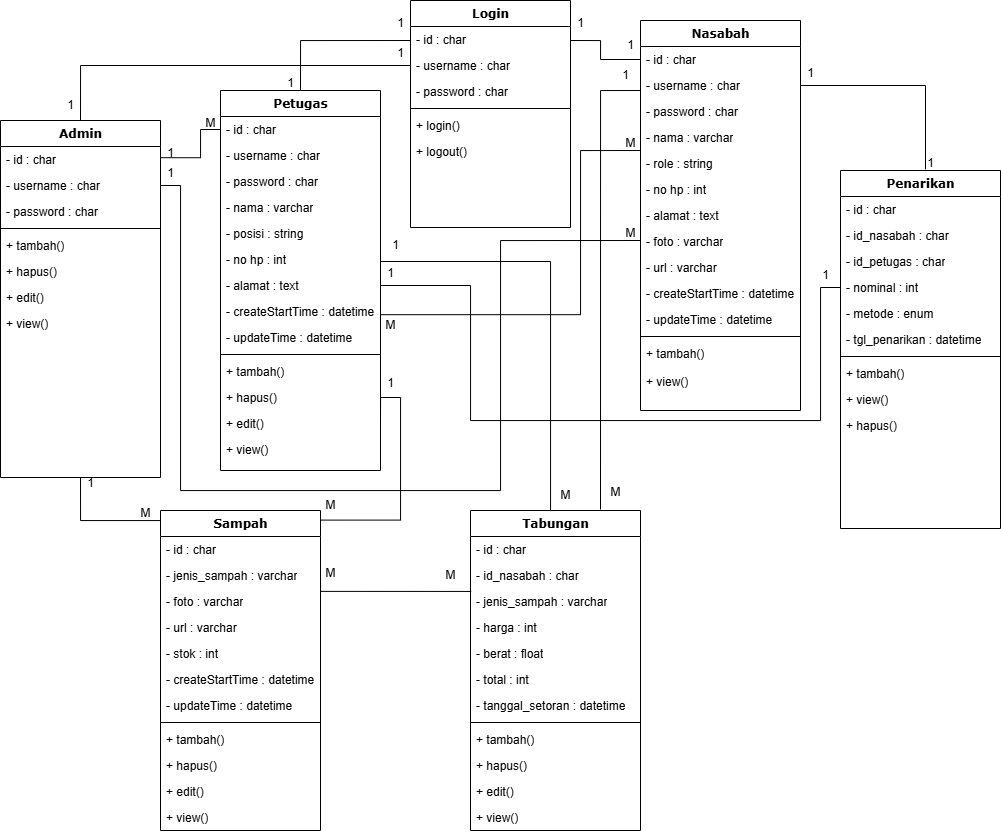 Login
- id : char
- username : char
- password : char
+ login()
+ logout()
Nasabah
- id : char
- username : char
- password : char
- nama : varchar
- role : string
- no hp : int
- alamat : text
- foto : varchar
- url : varchar
- createStartTime : datetime
- updateTime : datetime
+ tambah()
+ view()
Petugas
- id : char
- username : char
- password : char
- nama : varchar
- posisi : string
- no hp : int
- alamat : text
- createStartTime : datetime
- updateTime : datetime
+ tambah()
+ hapus()
+ edit()
+ view()
Admin
- id : char
- username : char
- password : char
+ tambah()
+ hapus()
+ edit()
+ view()
Penarikan
- id : char
- id_nasabah : char
- id_petugas : char
- nominal : int
- metode : enum
- tgl_penarikan : datetime
+ tambah()
+ view()
+ hapus()
Sampah
- id : char
- jenis_sampah : varchar
- foto : varchar
- url : varchar
- stok : int
- createStartTime : datetime
- updateTime : datetime
+ tambah()
+ hapus()
+ edit()
+ view()
Tabungan
- id : char
- id_nasabah : char
- jenis_sampah : varchar
- harga : int
- berat : float
- total : int
- tanggal_setoran : datetime
+ tambah()
+ hapus()
+ edit()
+ view()
1
1
1
1
1
1
1
1
1
M
1
1
M
M
1
1
M
1
M
1
1
1
M
M
M
M
M
M